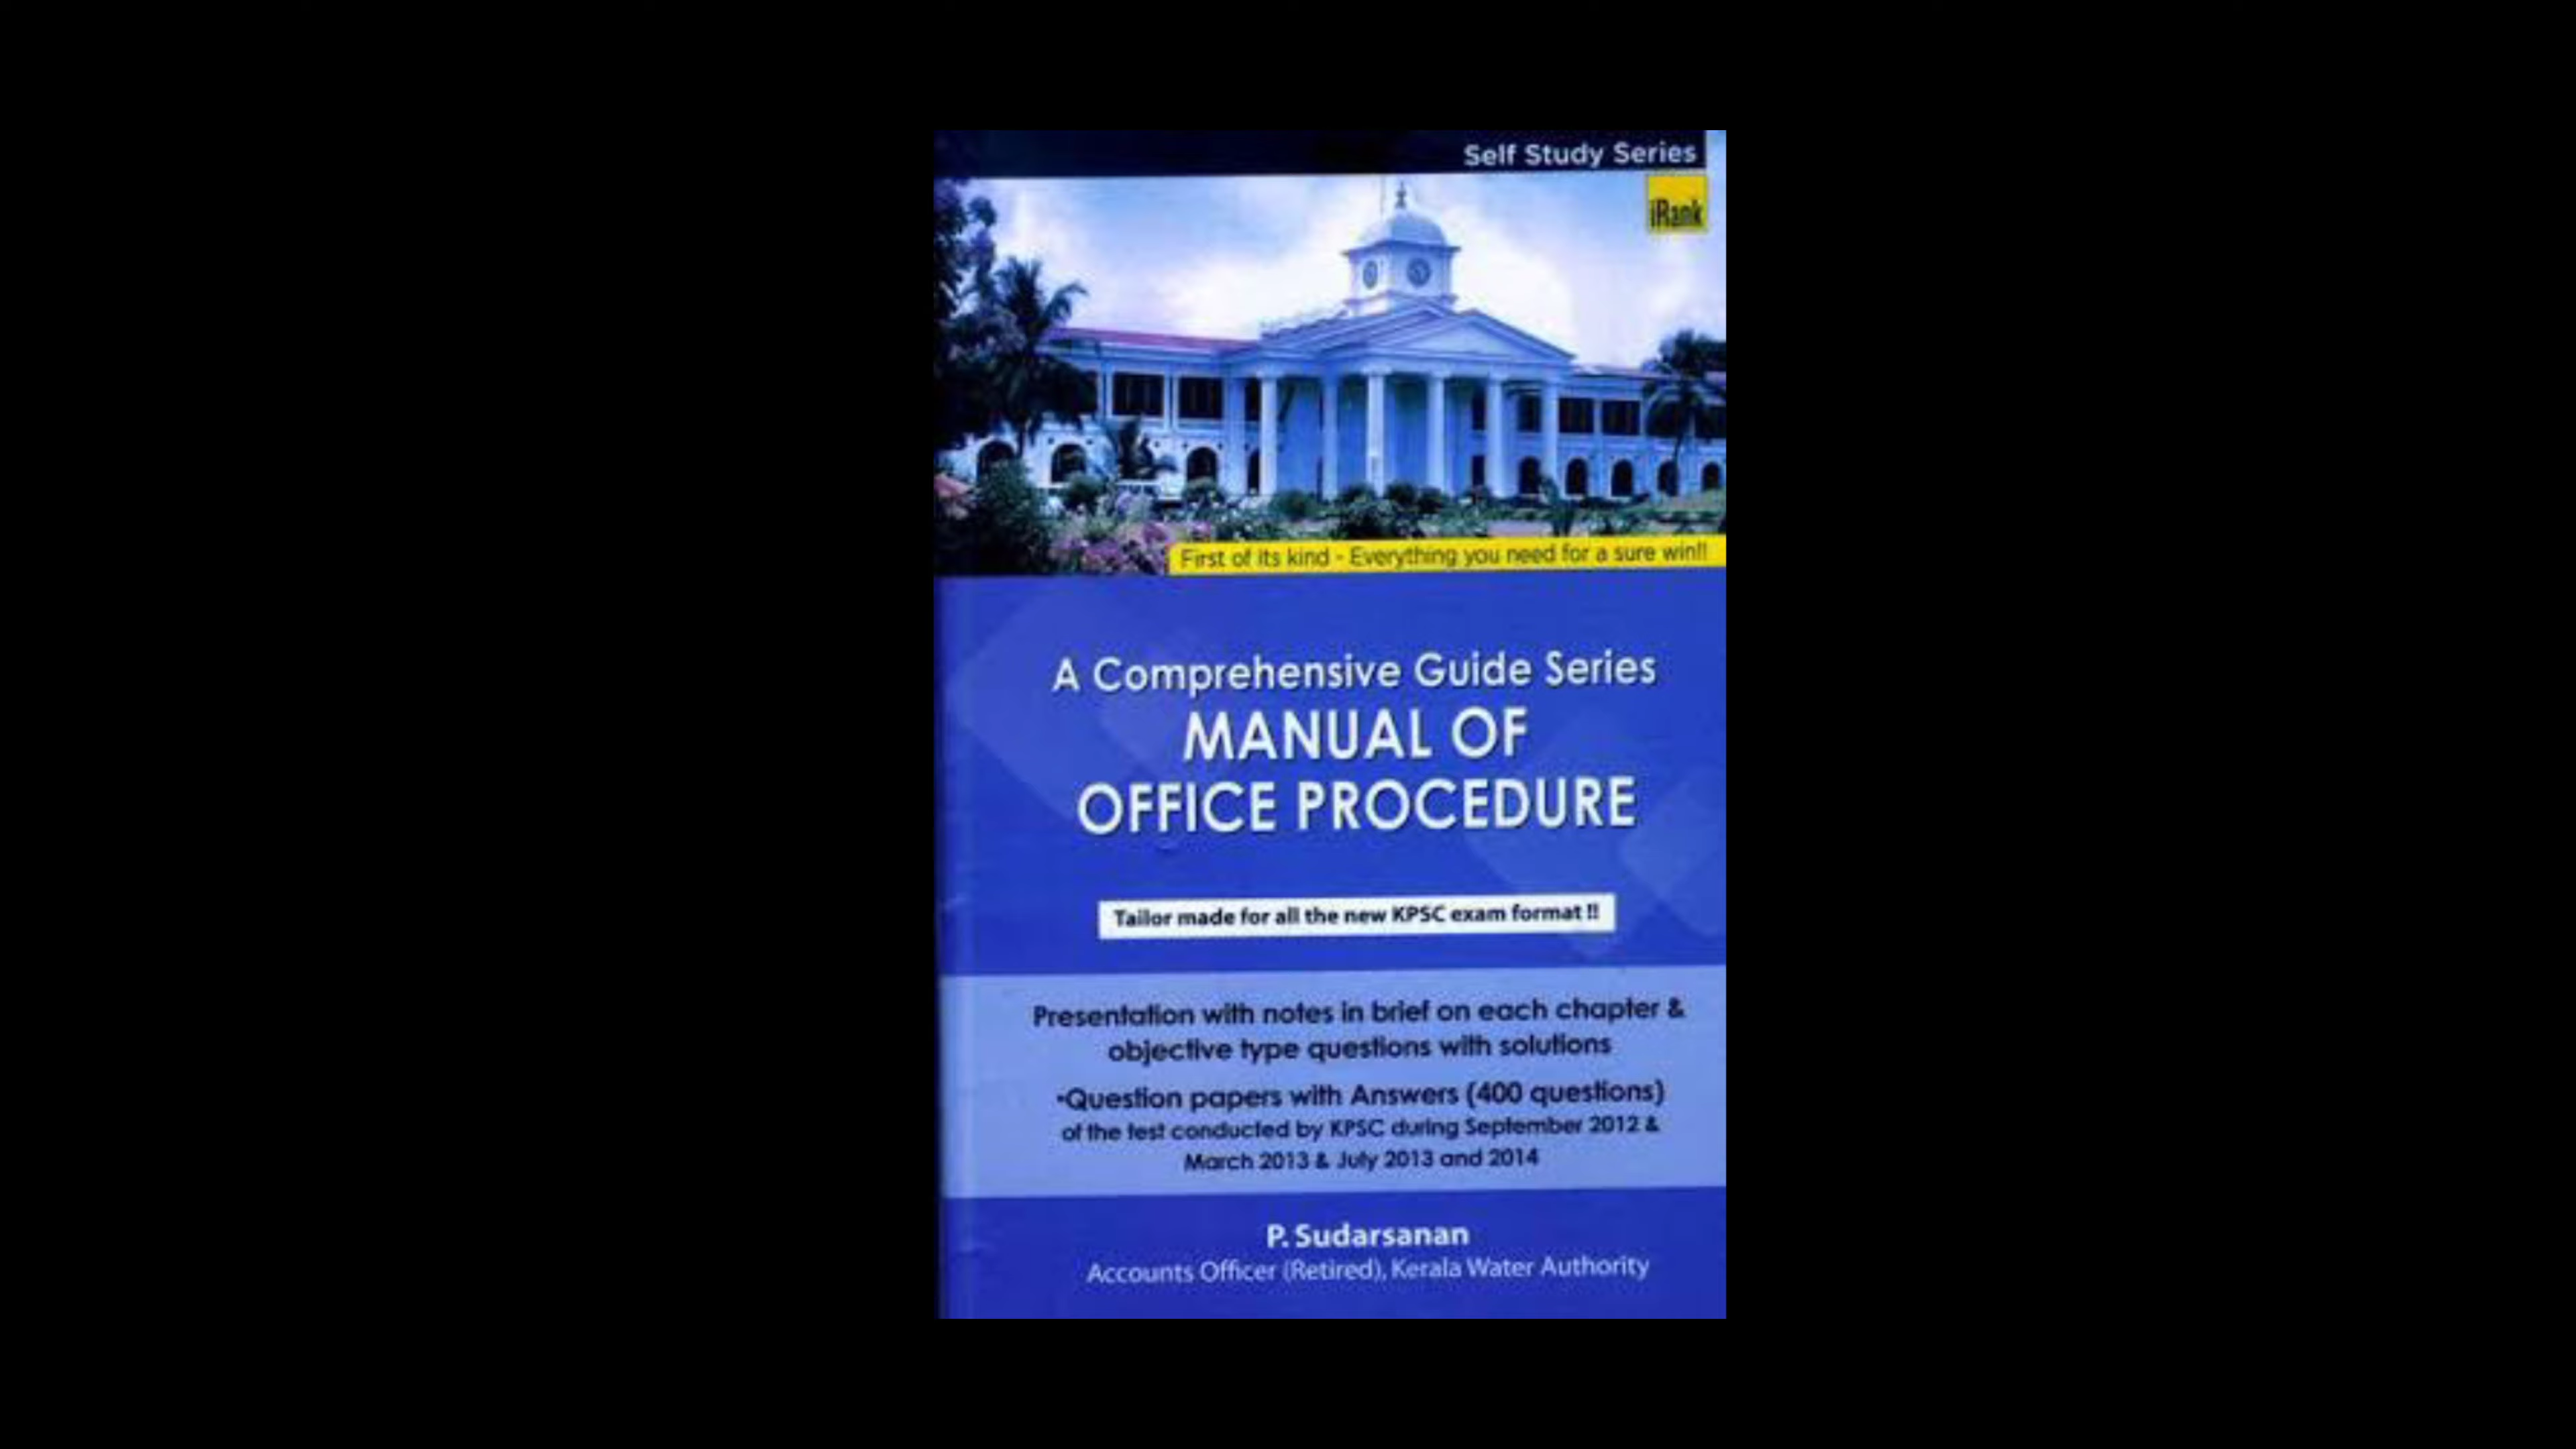 Self Study Series
iRank
First of its kind - Everything you need for a sure win!!
A Comprehensive Guide Series
MANUAL OF
OFFICE PROCEDURE
Tailor made for all the new KPSC exam format !!
Presentation with notes in brief on each chapter &
objective type questions with solutions
•Question papers with Answers (400 questions)
of the test conducted by KPSC during September 2012 &
March 2013 & July 2013 and 2014
P. Sudarsanan
Accounts Officer (Retired), Kerala Water Authority